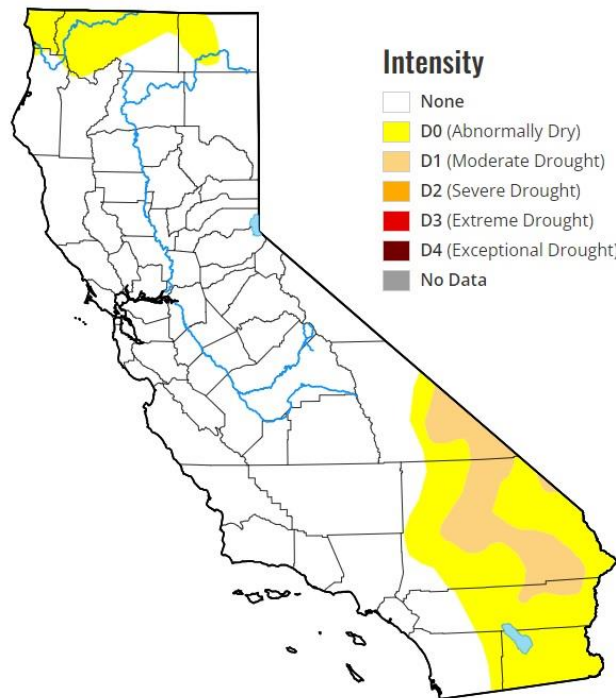 Intensity
None
D0 (Abnormally Dry)
D1 (Moderate Drought)
D2 (Severe Drought)
D3 (Extreme Drought)
D4 (Exceptional Drought)
No Data